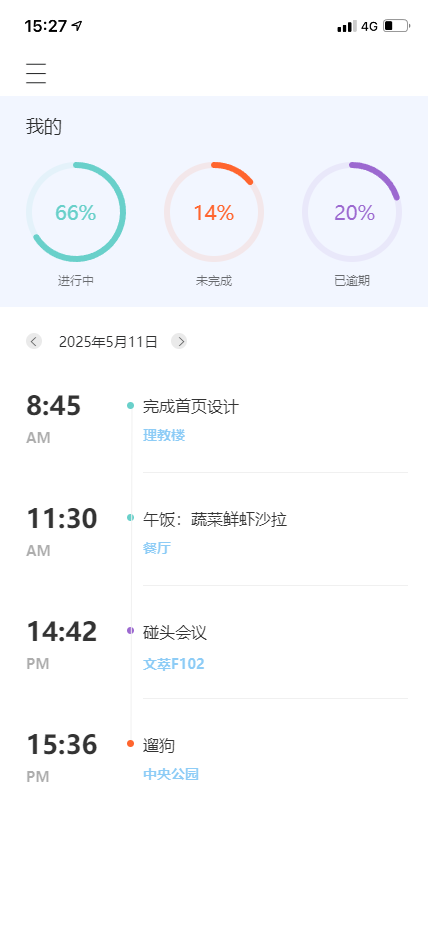 15:27 4G
我的
66% 14% 20%
进行中 未完成 已逾期
2025年5月11日
8:45 完成首页设计
AM 理教楼
11:30 午饭：蔬菜鲜虾沙拉
AM 餐厅
14:42 碰头会议
PM 文萃F102
15:36 遛狗
PM 中央公园